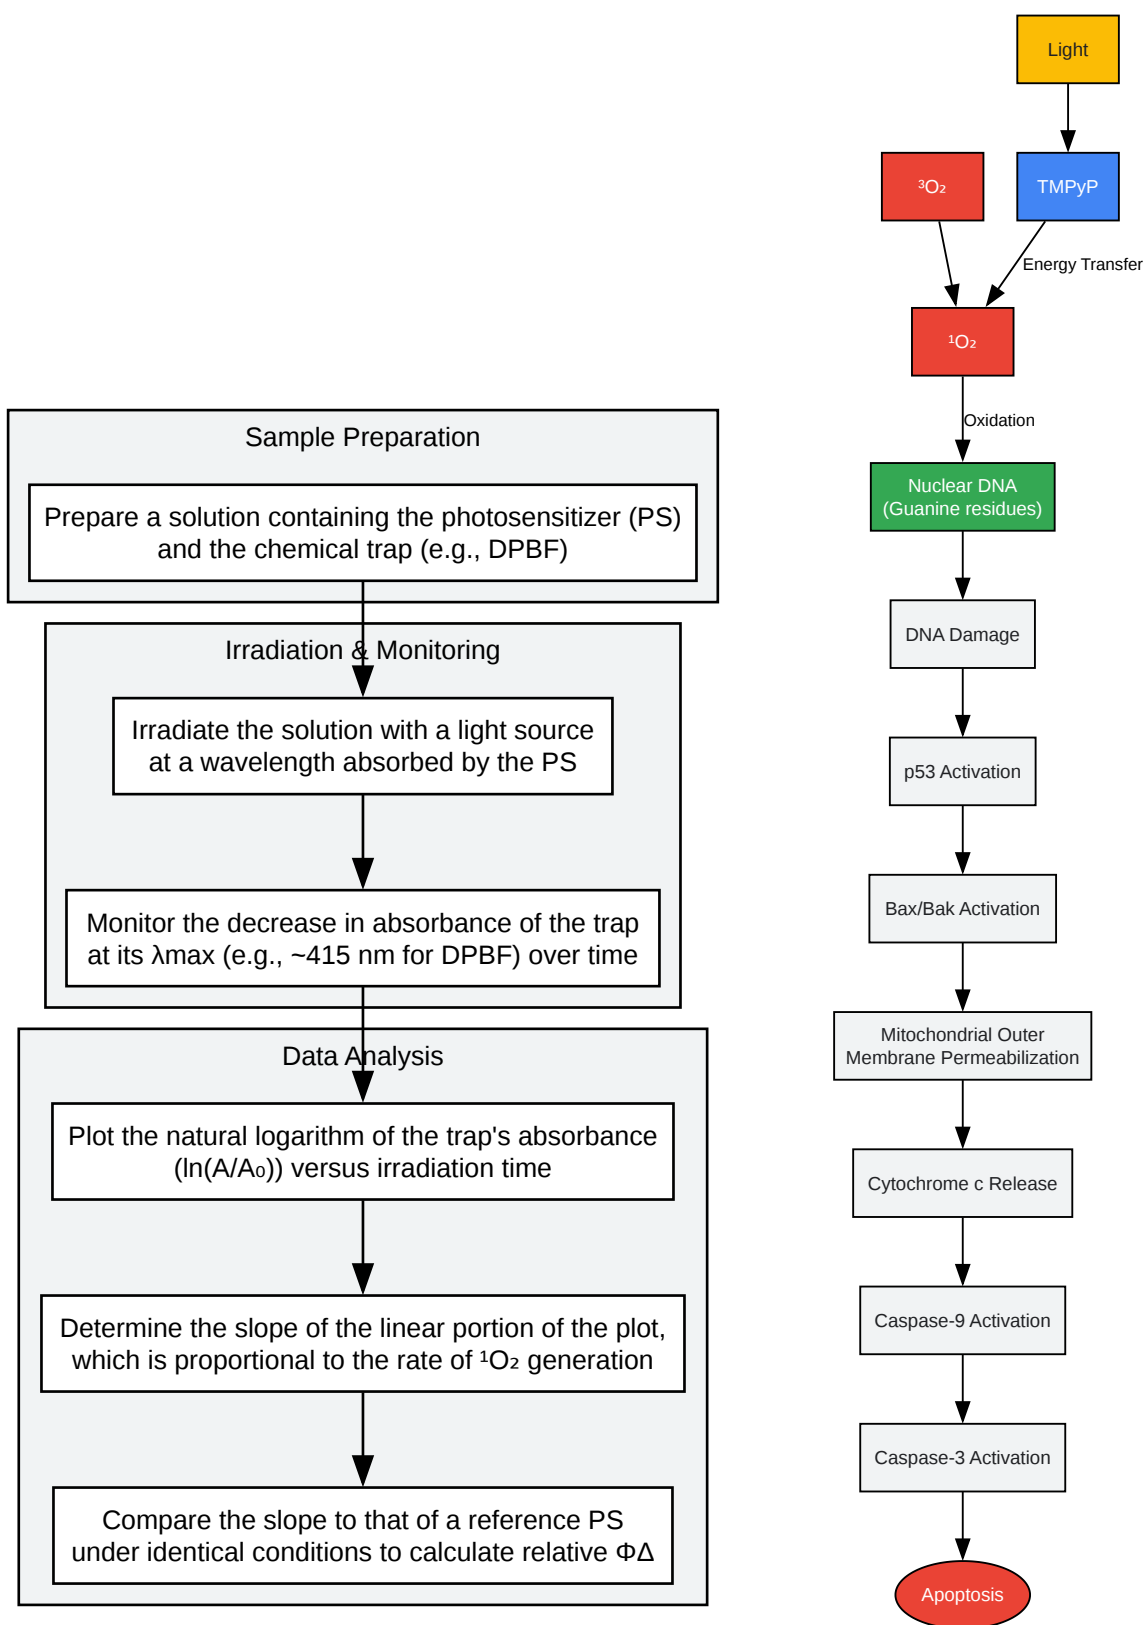 Sample Preparation
Prepare a solution containing the photosensitizer (PS)
and the chemical trap (e.g., DPBF)
Irradiation & Monitoring
Irradiate the solution with a light source
at a wavelength absorbed by the PS
Monitor the decrease in absorbance of the trap
at its λmax (e.g., ~415 nm for DPBF) over time
Data Analysis
Plot the natural logarithm of the trap's absorbance
(ln(A/A₀)) versus irradiation time
Determine the slope of the linear portion of the plot,
which is proportional to the rate of ¹O₂ generation
Compare the slope to that of a reference PS
under identical conditions to calculate relative ΦΔ
Light
³O₂
TMPyP
Energy Transfer
¹O₂
Oxidation
Nuclear DNA
(Guanine residues)
DNA Damage
p53 Activation
Bax/Bak Activation
Mitochondrial Outer
Membrane Permeabilization
Cytochrome c Release
Caspase-9 Activation
Caspase-3 Activation
Apoptosis